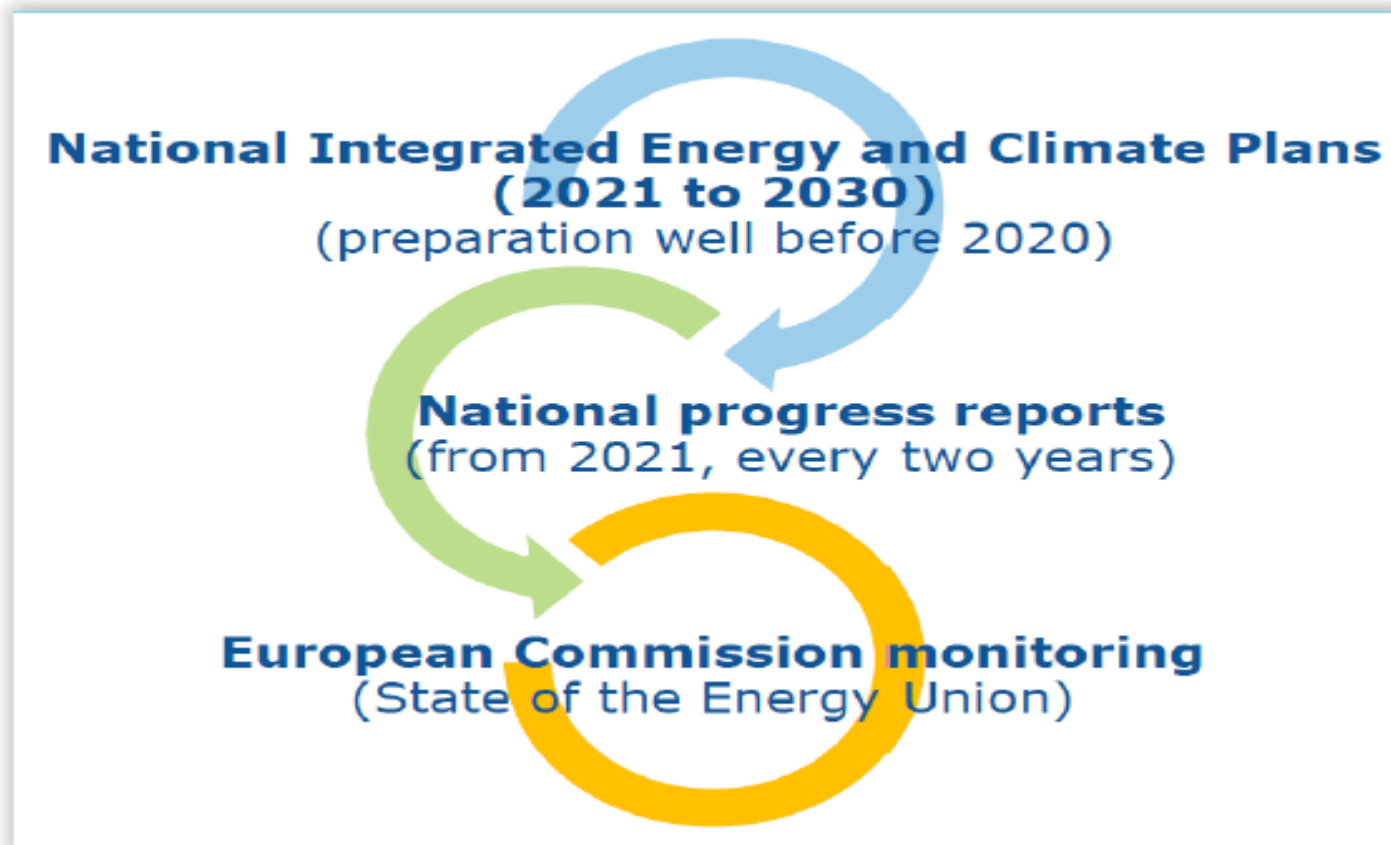 National Integrated Energy and Climate Plans
(2021 to 2030)
(preparation well before 2020)
National progress reports
(from 2021, every two years)
European Commission monitoring
(State of the Energy Union)